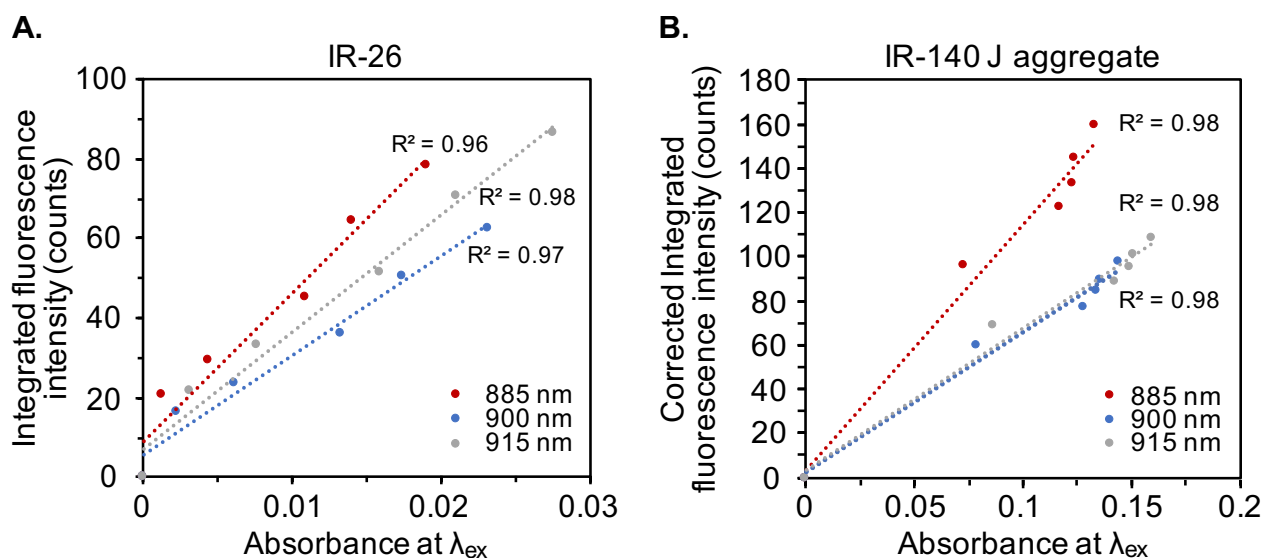 A.
IR-26
Integrated fluorescence
intensity (counts)
100
80
60
40
20
0
R² = 0.96
R² = 0.98
R² = 0.97
885 nm
900 nm
915 nm
0 0.01 0.02 0.03
Absorbance at λex
B.
IR-140 J aggregate
Corrected Integrated
fluorescence intensity (counts)
180
160
140
120
100
80
60
40
20
0
R² = 0.98
R² = 0.98
R² = 0.98
885 nm
900 nm
915 nm
0 0.05 0.1 0.15 0.2
Absorbance at λex